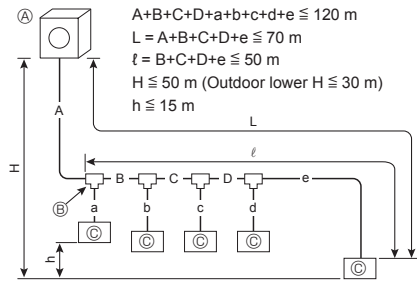 Ⓐ
A+B+C+D+a+b+c+d+e ≦ 120 m
L = A+B+C+D+e ≦ 70 m
ℓ = B+C+D+e ≦ 50 m
H ≦ 50 m (Outdoor lower H ≦ 30 m)
h ≦ 15 m
A
L
H
ℓ
B C D e
Ⓑ a b c d
Ⓒ Ⓒ Ⓒ Ⓒ
h
Ⓒ